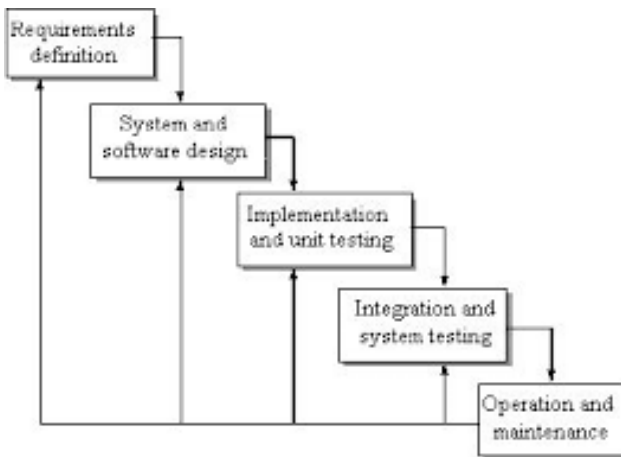 Requirements
definition
System and
software design
Implementation
and unit testing
Integration and
system testing
Operation and
maintenance